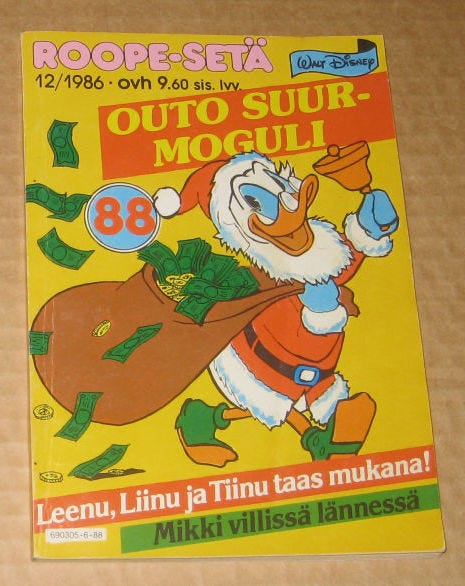 ROOPE-SETÄ
WALT DISNEY
12/1986 · ovh 9.60 sis. lvv.
OUTO SUUR-
MOGULI
88
Leenu, Liinu ja Tiinu taas mukana!
Mikki villissä lännessä
690305-6-88